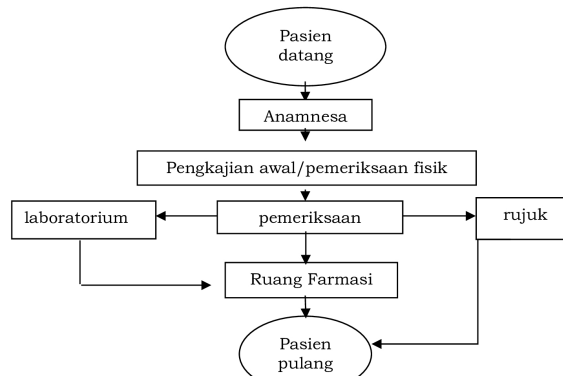 Pasien
datang
Anamnesa
Pengkajian awal/pemeriksaan fisik
laboratorium
pemeriksaan
rujuk
Ruang Farmasi
Pasien
pulang